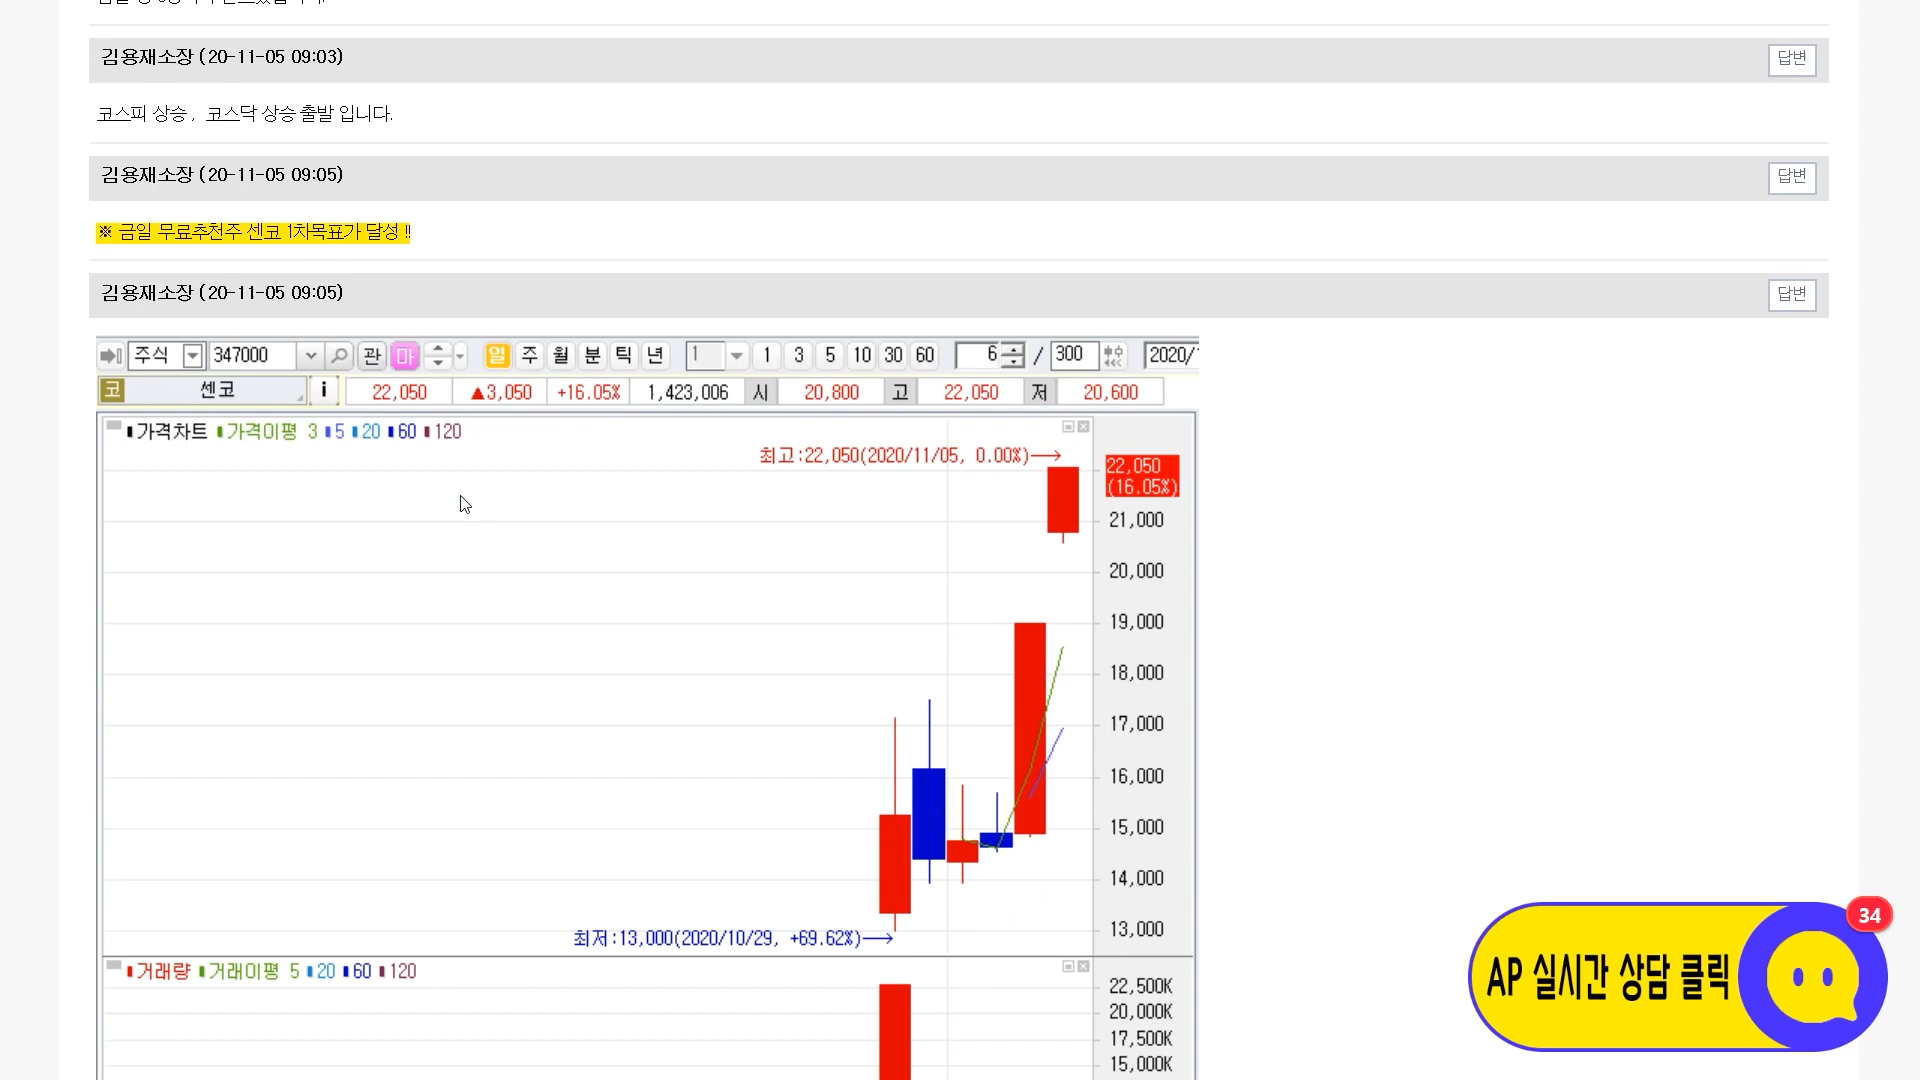 김용재소장 (20-11-05 09:03)
답변
코스피 상승 , 코스닥 상승 출발 입니다.
김용재소장 (20-11-05 09:05)
답변
※ 금일 무료추천주 센코 1차목표가 달성 !!
김용재소장 (20-11-05 09:05)
답변
주식 347000 관 마 일 주 월 분 틱 년 1 1 3 5 10 30 60 6 / 300 2020/
코 센코 i 22,050 ▲3,050 +16.05% 1,423,006 시 20,800 고 22,050 저 20,600
가격차트 가격이평 3 5 20 60 120
최고:22,050(2020/11/05, 0.00%)→
22,050
(16.05%)
21,000
20,000
19,000
18,000
17,000
16,000
15,000
14,000
13,000
최저:13,000(2020/10/29, +69.62%)→
거래량 거래이평 5 20 60 120
22,500K
20,000K
17,500K
15,000K
34
AP 실시간 상담 클릭